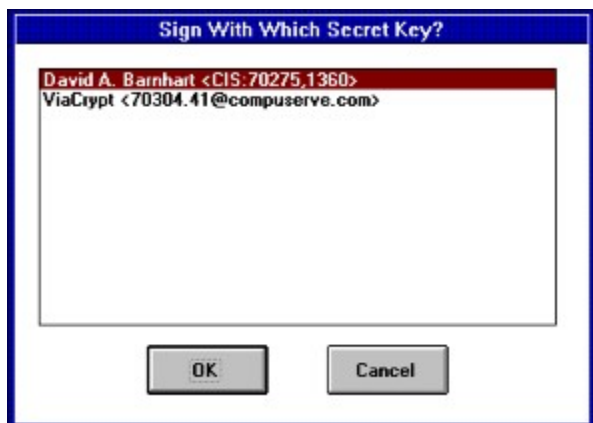 Sign With Which Secret Key?
David A. Barnhart <CIS:70275,1360>
ViaCrypt <70304.41@compuserve.com>
OK
Cancel